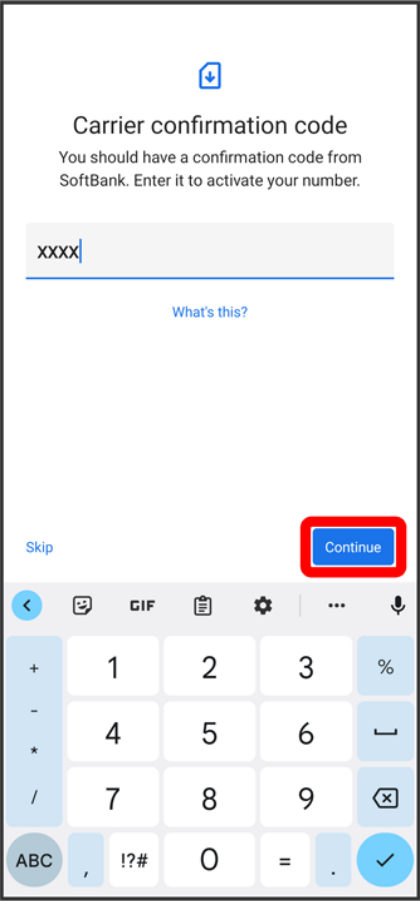 Carrier confirmation code
You should have a confirmation code from
SoftBank. Enter it to activate your number.
XXXX
What's this?
Skip
Continue
GIF
+ 1 2 3 %
- 4 5 6
*
/ 7 8 9
ABC , !?# 0 = .